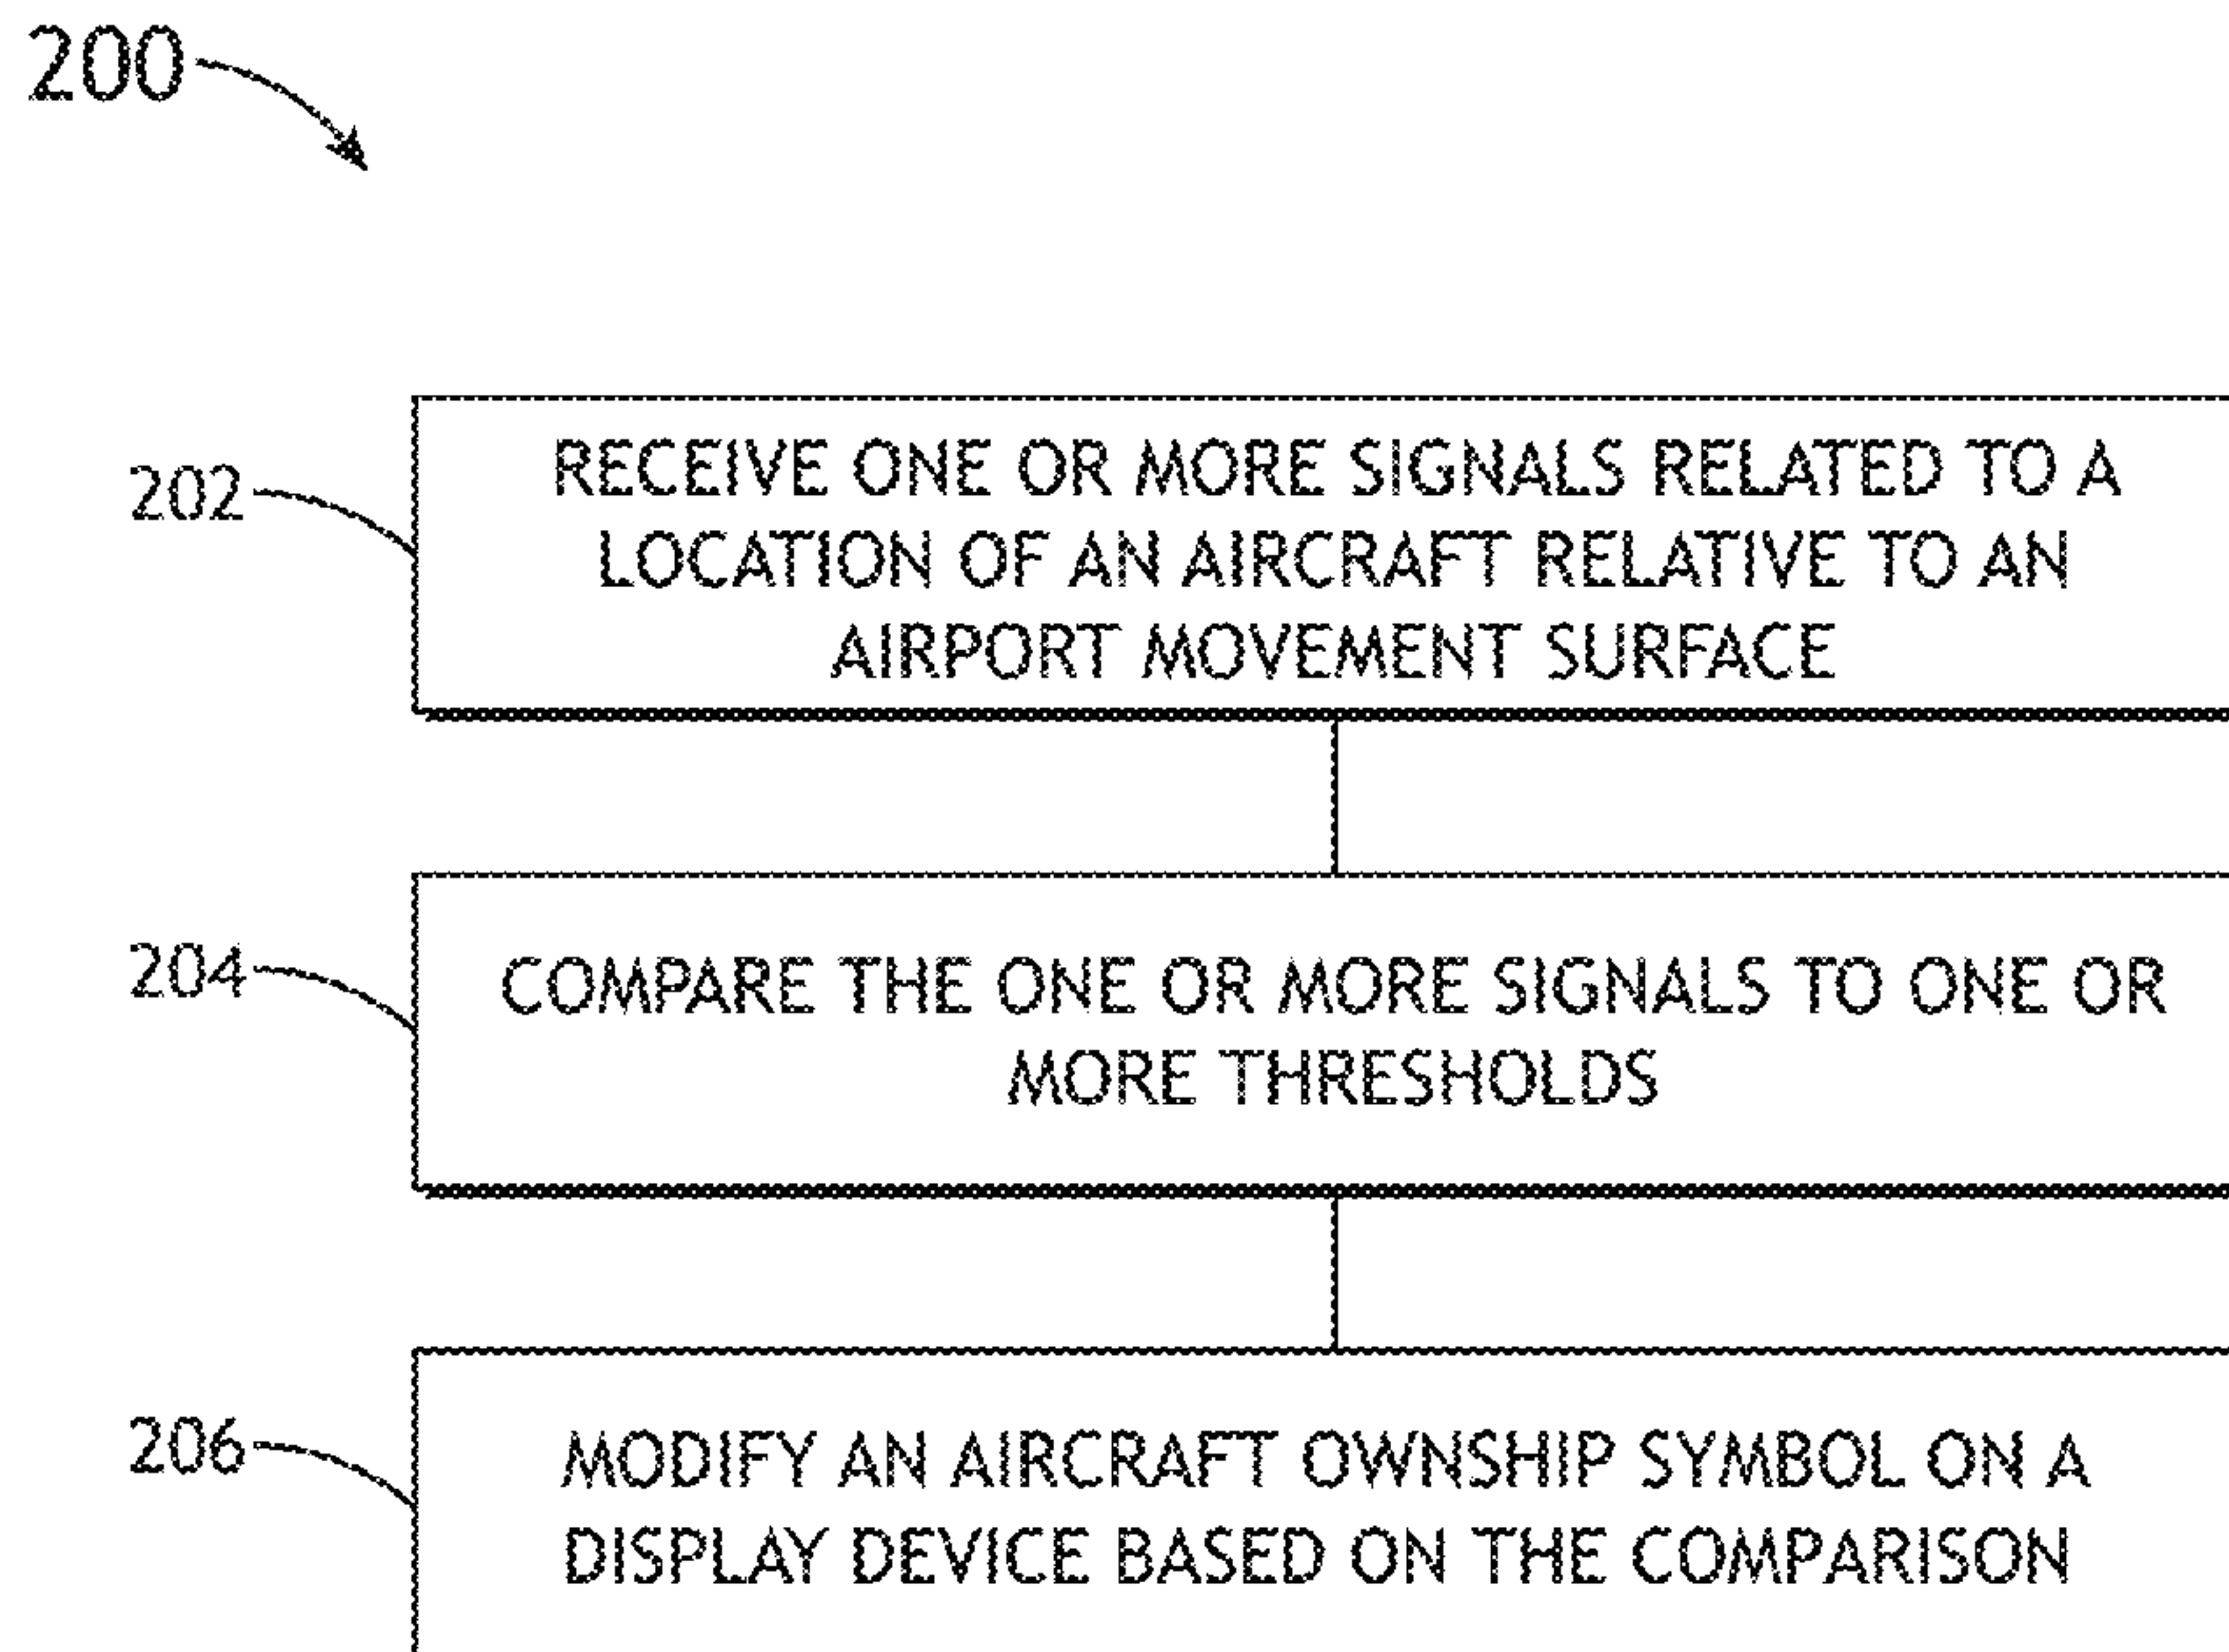 200
202
RECEIVE ONE OR MORE SIGNALS RELATED TO A
LOCATION OF AN AIRCRAFT RELATIVE TO AN
AIRPORT MOVEMENT SURFACE
204
COMPARE THE ONE OR MORE SIGNALS TO ONE OR
MORE THRESHOLDS
206
MODIFY AN AIRCRAFT OWNSHIP SYMBOL ON A
DISPLAY DEVICE BASED ON THE COMPARISON